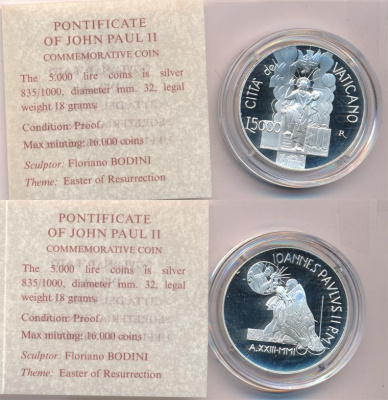 PONTIFICATE
OF JOHN PAUL II
COMMEMORATIVE COIN
The 5.000 lire coins is silver
835/1000, diameter mm. 32, legal
weight 18 grams.
Condition: Proof.
Max minting: 16.000 coins
Sculptor: Floriano BODINI
Theme: Easter of Resurrection
CITTÀ del VATICANO
L5000
R
PONTIFICATE
OF JOHN PAUL II
COMMEMORATIVE COIN
The 5.000 lire coins is silver
835/1000, diameter mm. 32, legal
weight 18 grams.
Condition: Proof.
Max minting: 16.000 coins
Sculptor: Floriano BODINI
Theme: Easter of Resurrection
IOANNES PAVLVS II P.M.
A.XXIII-MMI